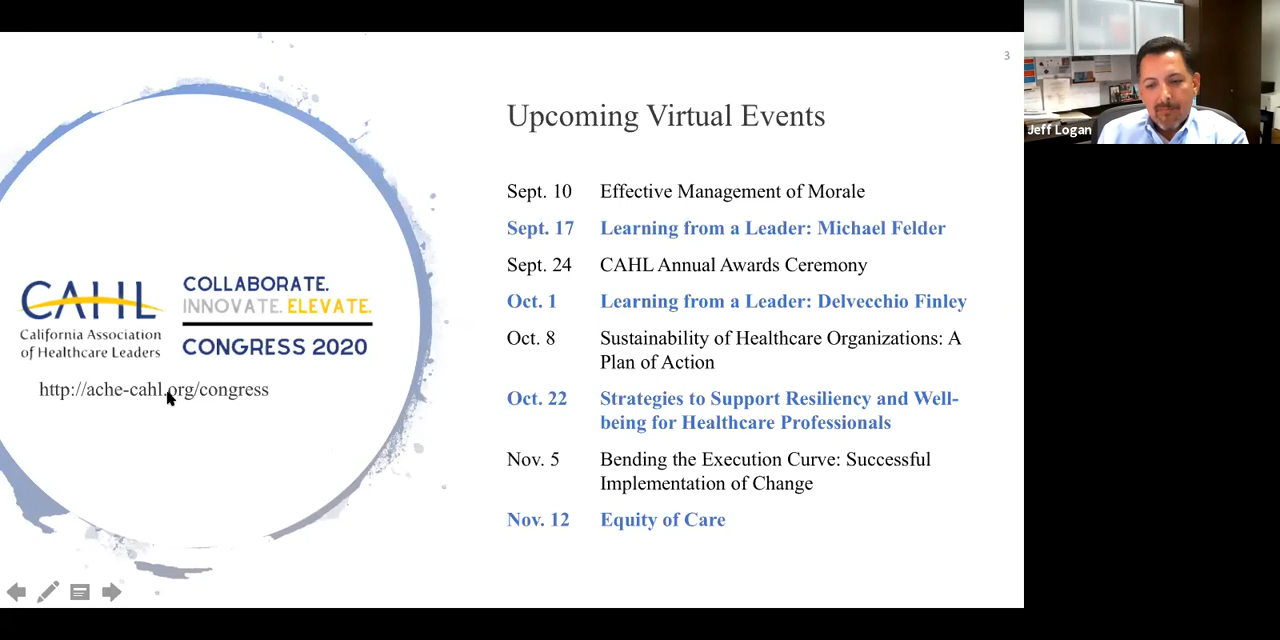 3
Upcoming Virtual Events
Sept. 10 Effective Management of Morale
Sept. 17 Learning from a Leader: Michael Felder
Sept. 24 CAHL Annual Awards Ceremony
Oct. 1 Learning from a Leader: Delvecchio Finley
Oct. 8 Sustainability of Healthcare Organizations: A
Plan of Action
Oct. 22 Strategies to Support Resiliency and Well-
being for Healthcare Professionals
Nov. 5 Bending the Execution Curve: Successful
Implementation of Change
Nov. 12 Equity of Care
CAHL
California Association
of Healthcare Leaders
COLLABORATE.
INNOVATE. ELEVATE.
CONGRESS 2020
http://ache-cahl.org/congress
Jeff Logan